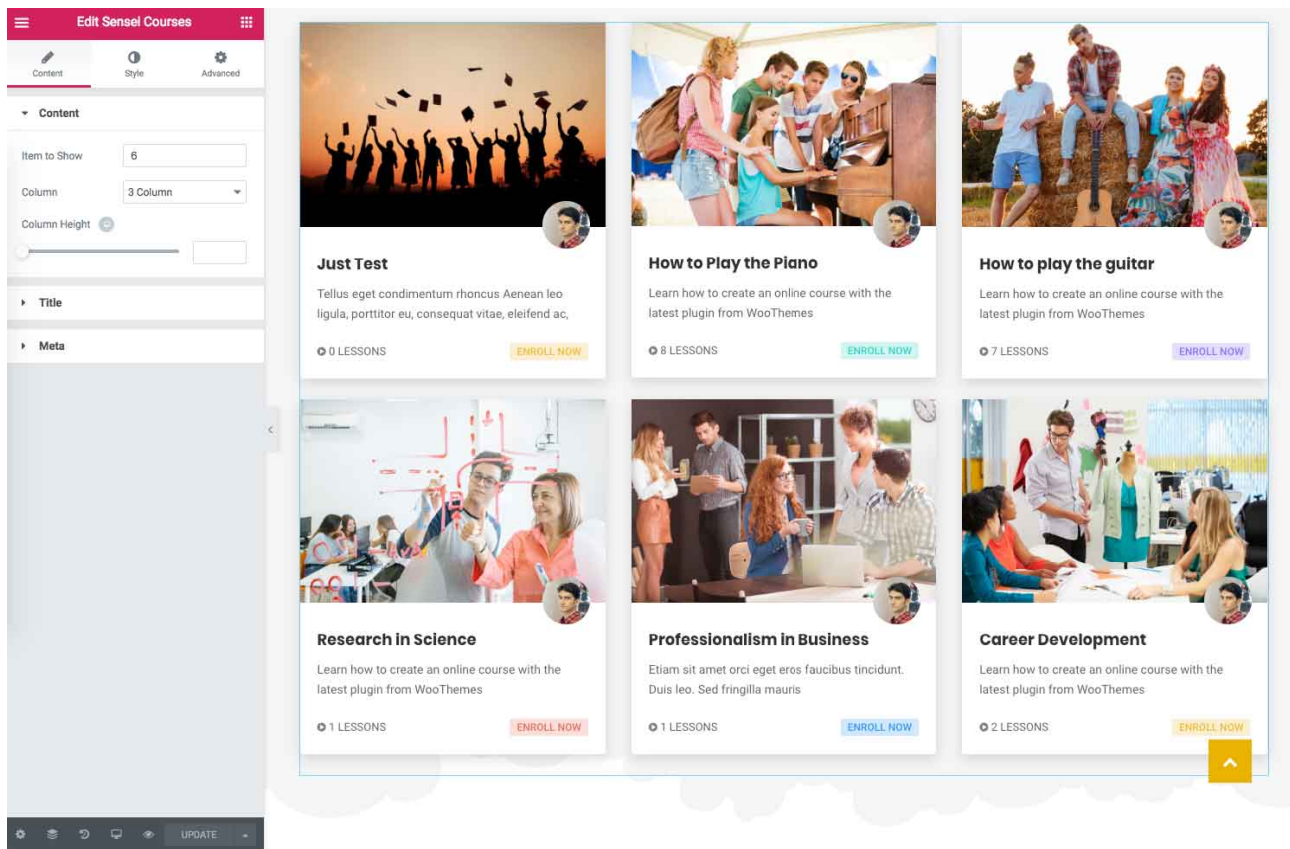 Edit Sensei Courses
Content
Style
Advanced
Content
Item to Show
6
Column
3 Column
Column Height
Title
Meta
UPDATE
Just Test
Tellus eget condimentum rhoncus Aenean leo
ligula, porttitor eu, consequat vitae, eleifend ac,
0 LESSONS
ENROLL NOW
How to Play the Piano
Learn how to create an online course with the
latest plugin from WooThemes
8 LESSONS
ENROLL NOW
How to play the guitar
Learn how to create an online course with the
latest plugin from WooThemes
7 LESSONS
ENROLL NOW
Research in Science
Learn how to create an online course with the
latest plugin from WooThemes
1 LESSONS
ENROLL NOW
Professionalism in Business
Etiam sit amet orci eget eros faucibus tincidunt.
Duis leo. Sed fringilla mauris
1 LESSONS
ENROLL NOW
Career Development
Learn how to create an online course with the
latest plugin from WooThemes
2 LESSONS
ENROLL NOW